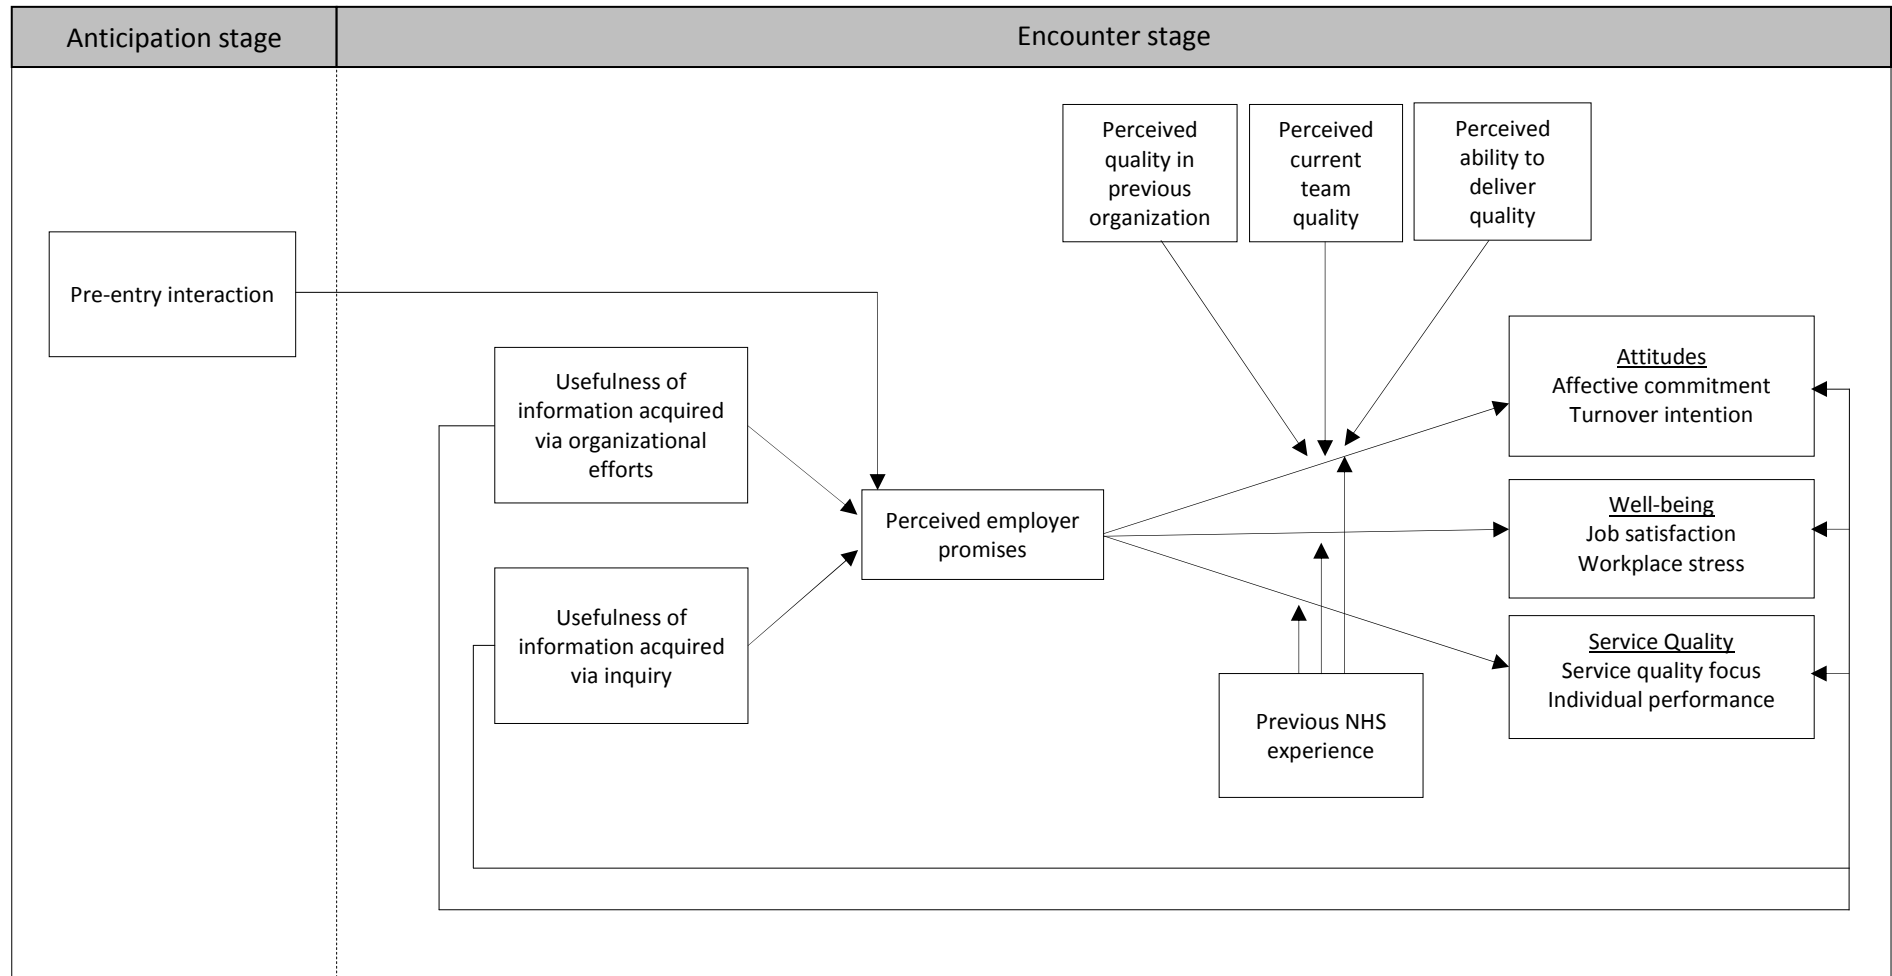 Anticipation stage
Encounter stage
Perceived
quality in
previous
organization
Perceived
current
team
quality
Perceived
ability to
deliver
quality
Pre-entry interaction
Usefulness of
information acquired
via organizational
efforts
Attitudes
Affective commitment
Turnover intention
Perceived employer
promises
Well-being
Job satisfaction
Workplace stress
Usefulness of
information acquired
via inquiry
Service Quality
Service quality focus
Individual performance
Previous NHS
experience